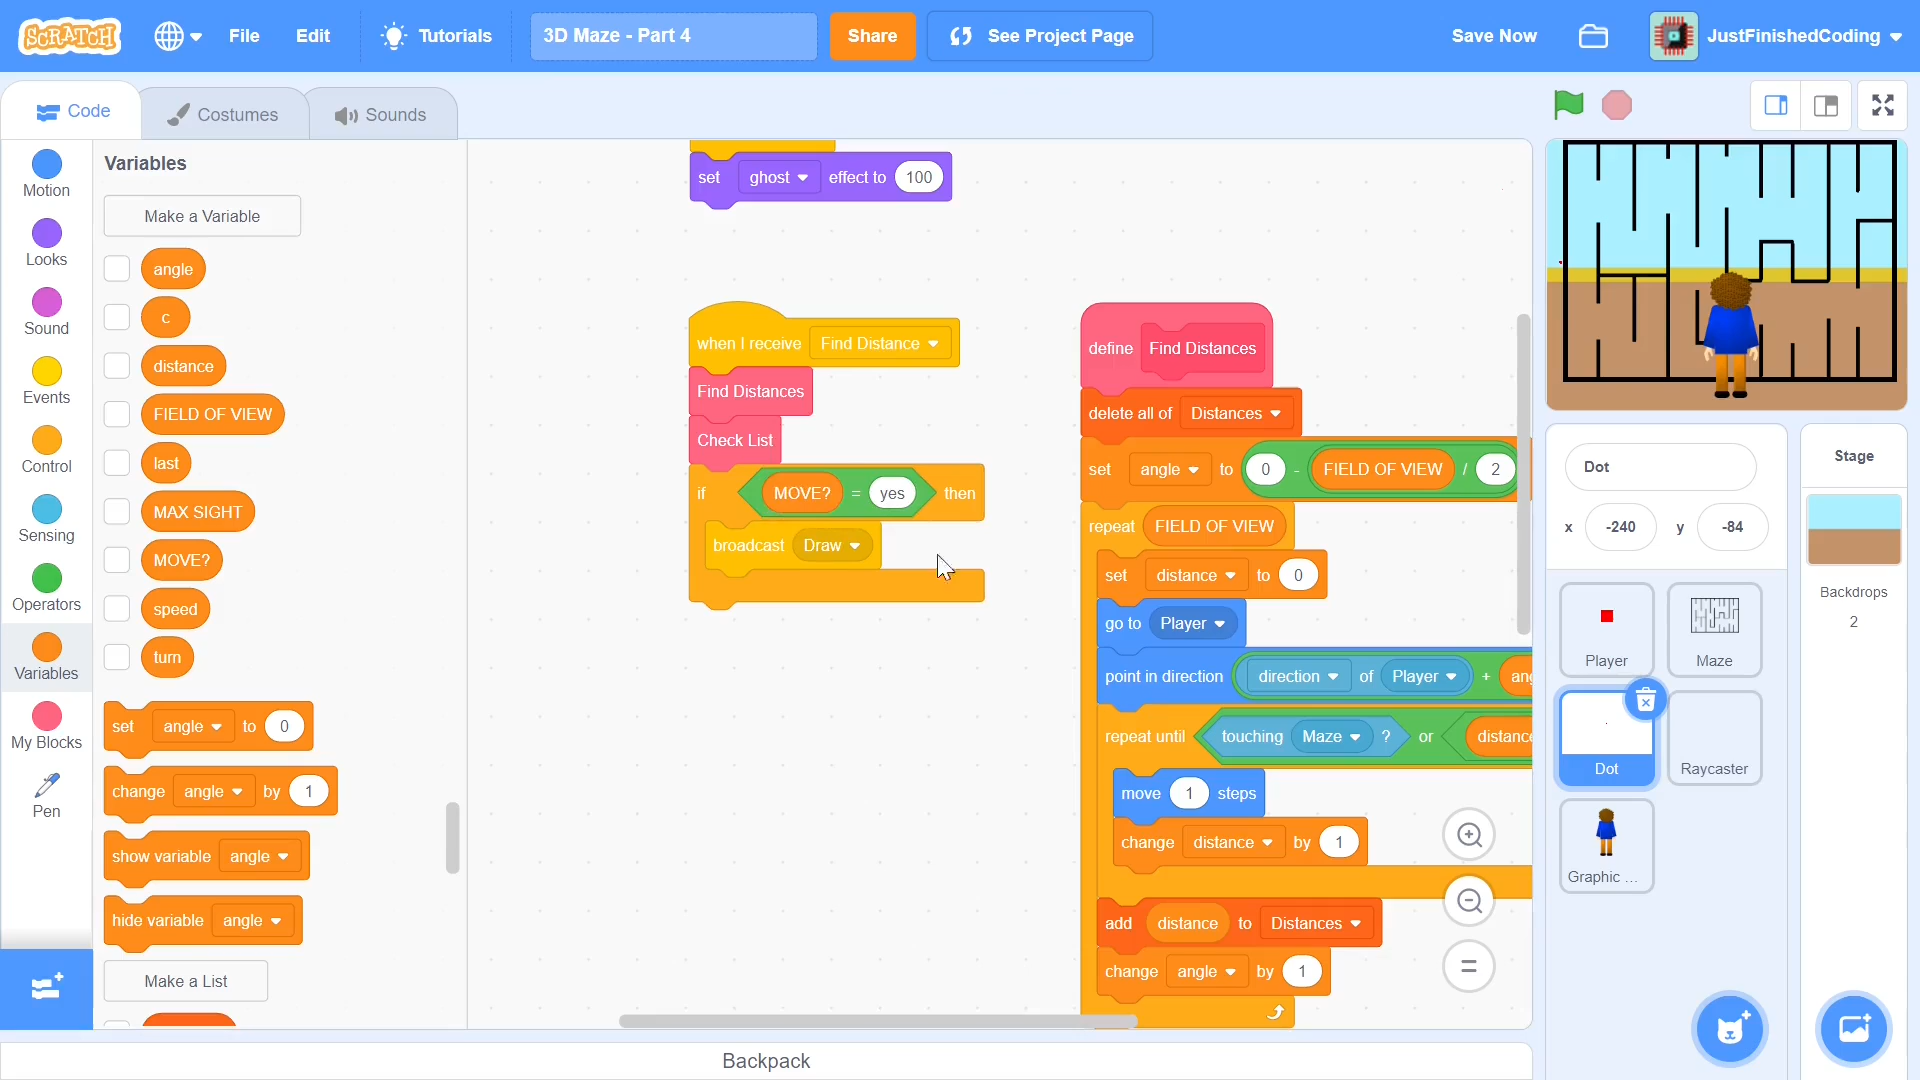 SCRATCH
File
Edit
Tutorials
3D Maze - Part 4
Share
See Project Page
Save Now
JustFinishedCoding
Code
Costumes
Sounds
Motion
Looks
Sound
Events
Control
Sensing
Operators
Variables
My Blocks
Pen
Variables
Make a Variable
angle
c
distance
FIELD OF VIEW
last
MAX SIGHT
MOVE?
speed
turn
set angle to 0
change angle by 1
show variable angle
hide variable angle
Make a List
set ghost effect to 100
when I receive Find Distance
Find Distances
Check List
if MOVE? = yes then
broadcast Draw
define Find Distances
delete all of Distances
set angle to 0 - FIELD OF VIEW / 2
repeat FIELD OF VIEW
set distance to 0
go to Player
point in direction direction of Player + ang
repeat until touching Maze ? or distance
move 1 steps
change distance by 1
add distance to Distances
change angle by 1
Backpack
Dot
x -240 y -84
Player
Maze
Dot
Raycaster
Graphic ...
Stage
Backdrops
2